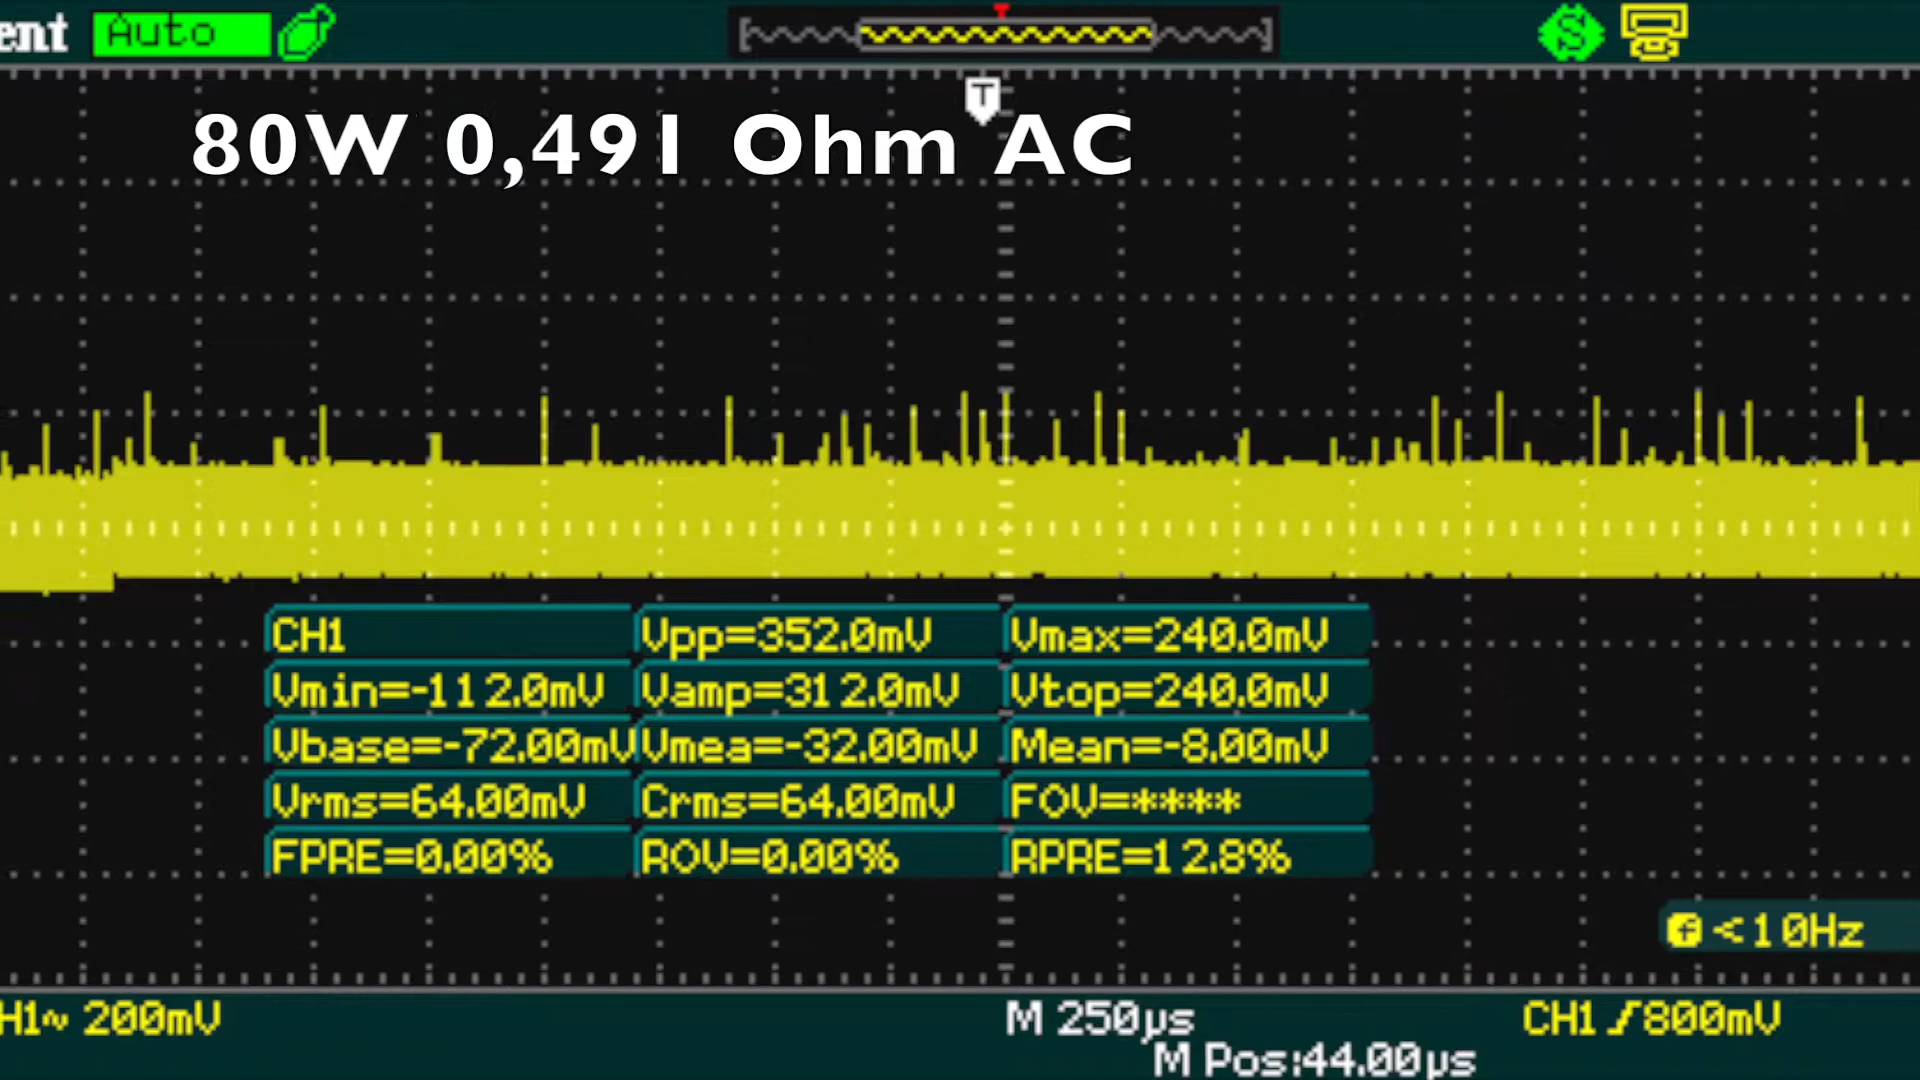 ent Auto
T
80W 0,491 Ohm AC
CH1 Vpp=352.0mV Vmax=240.0mV
Vmin=-112.0mV Vamp=312.0mV Vtop=240.0mV
Vbase=-72.00mV Vmea=-32.00mV Mean=-8.00mV
Vrms=64.00mV Crms=64.00mV FOV=****
FPRE=0.00% ROV=0.00% RPRE=12.8%
f <10Hz
H1~ 200mV M 250µs CH1 800mV
M Pos:44.00µs